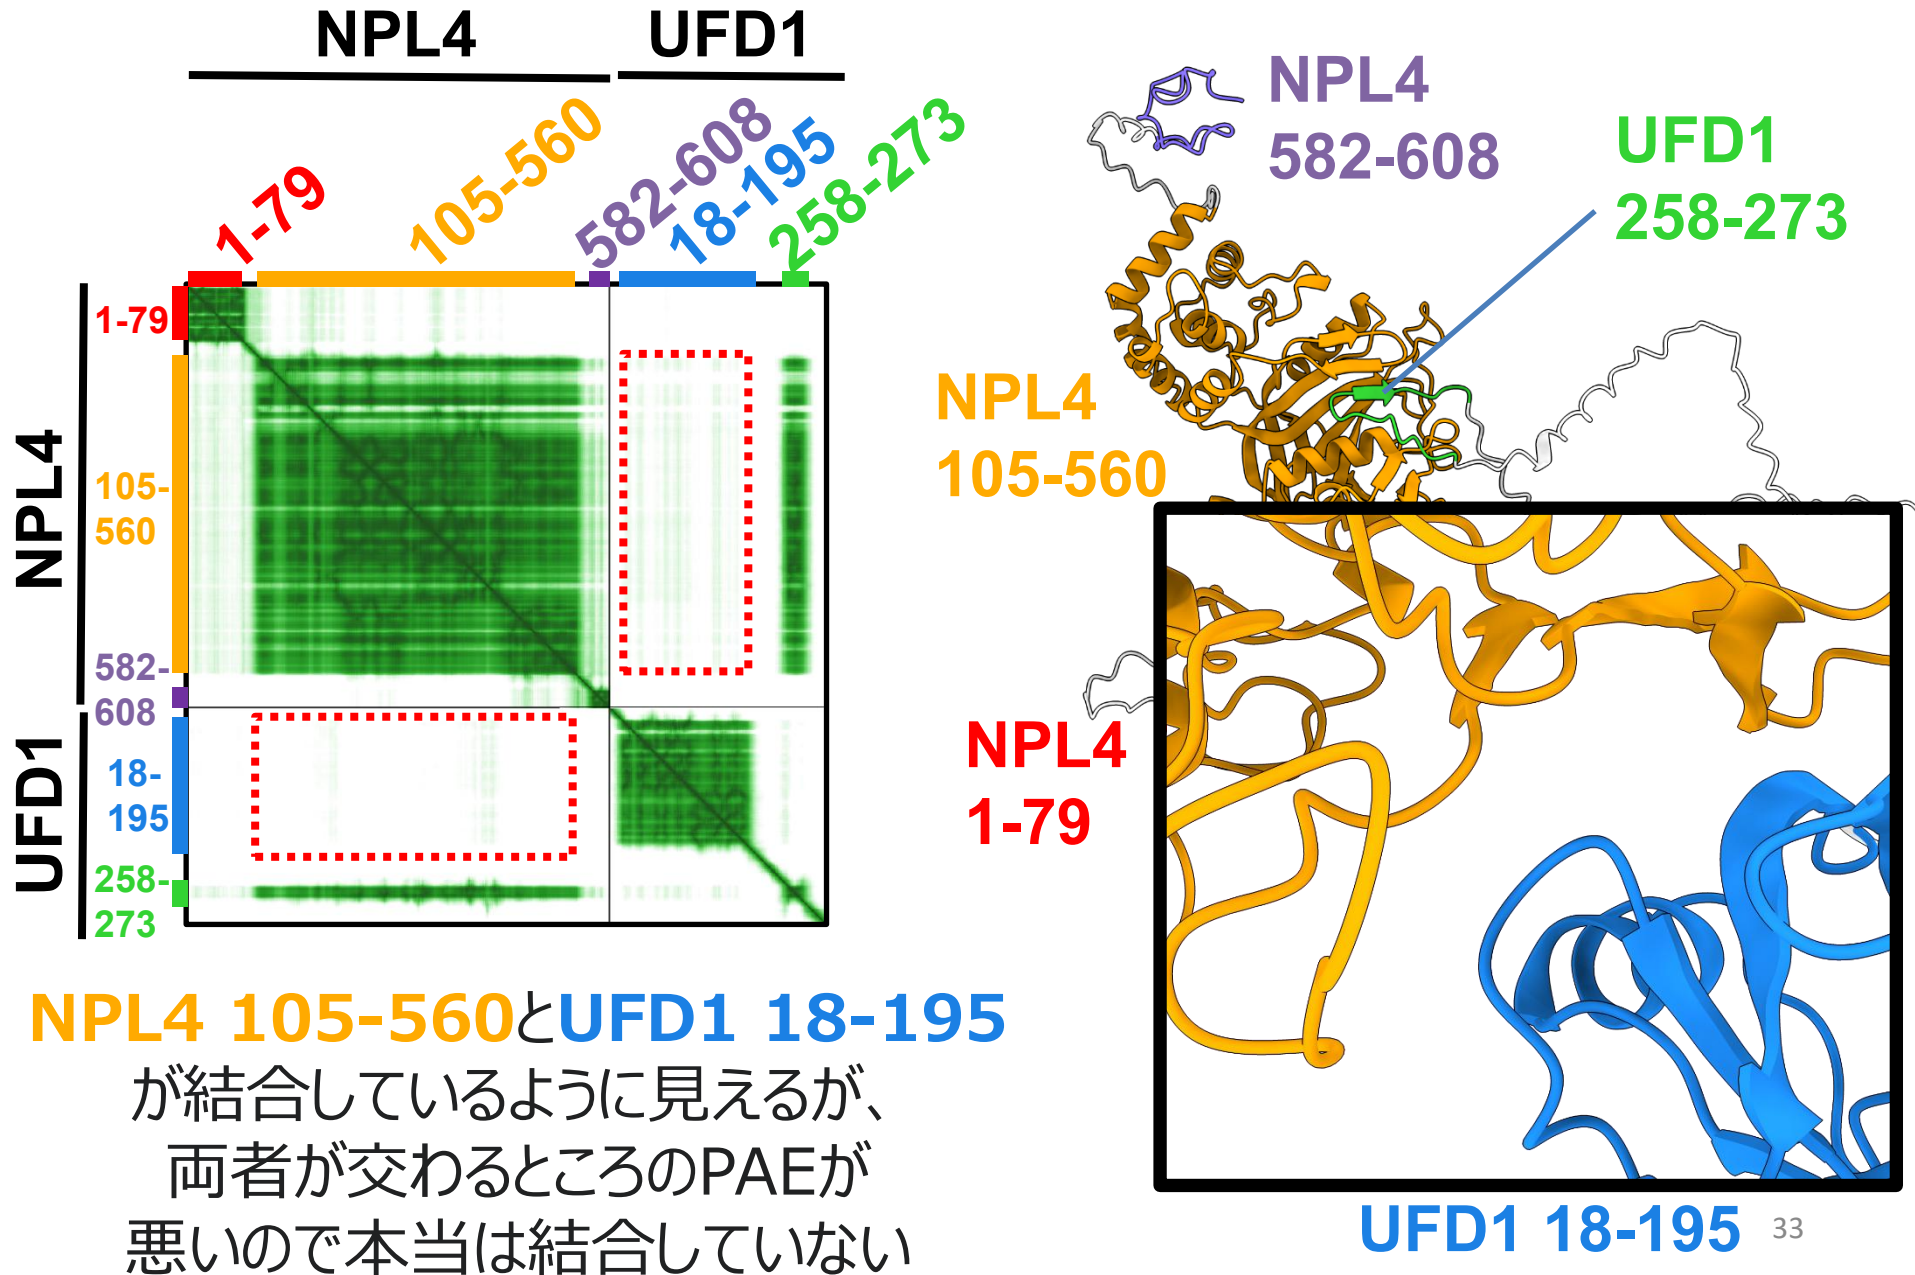 NPL4
UFD1
1-79
105-560
582-608
18-195
258-273
NPL4
1-79
105-
560
582-
608
UFD1
18-
195
258-
273
NPL4
582-608
UFD1
258-273
NPL4
105-560
NPL4
1-79
UFD1 18-195
NPL4 105-560とUFD1 18-195
が結合しているように見えるが、
両者が交わるところのPAEが
悪いので本当は結合していない
33